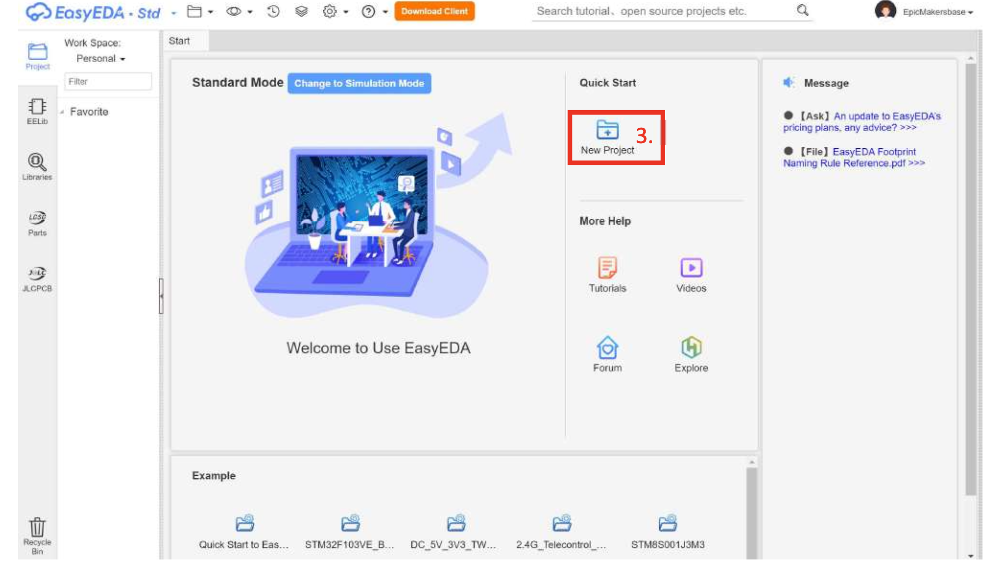 EasyEDA · Std
Download Client
Search tutorial、open source projects etc.
EpicMakersbase
Project
Work Space:
Personal
Filter
Favorite
EELib
Libraries
LCSC
Parts
JLC
JLCPCB
Recycle
Bin
Start
Standard Mode
Change to Simulation Mode
Welcome to Use EasyEDA
Quick Start
3.
New Project
More Help
Tutorials
Videos
Forum
Explore
Message
【Ask】An update to EasyEDA's
pricing plans, any advice? >>>
【File】EasyEDA Footprint
Naming Rule Reference.pdf >>>
Example
Quick Start to Eas...
STM32F103VE_B...
DC_5V_3V3_TW...
2.4G_Telecontrol_...
STM8S001J3M3